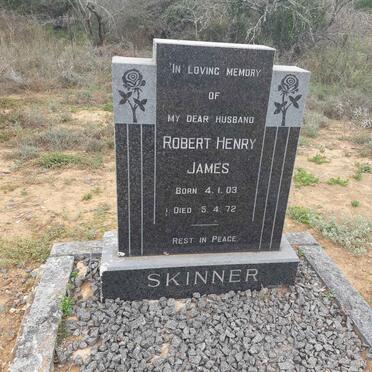 IN LOVING MEMORY
OF
MY DEAR HUSBAND
ROBERT HENRY
JAMES
BORN 4.1.03
DIED 5.4.72
REST IN PEACE
SKINNER